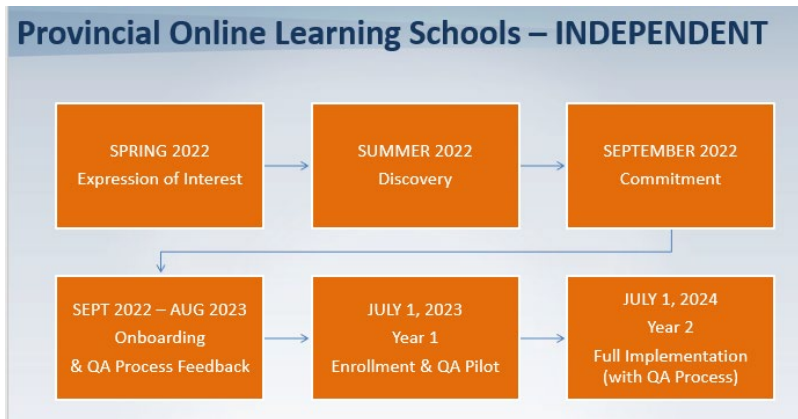 Provincial Online Learning Schools – INDEPENDENT
SPRING 2022
Expression of Interest
SUMMER 2022
Discovery
SEPTEMBER 2022
Commitment
SEPT 2022 – AUG 2023
Onboarding
& QA Process Feedback
JULY 1, 2023
Year 1
Enrollment & QA Pilot
JULY 1, 2024
Year 2
Full Implementation
(with QA Process)